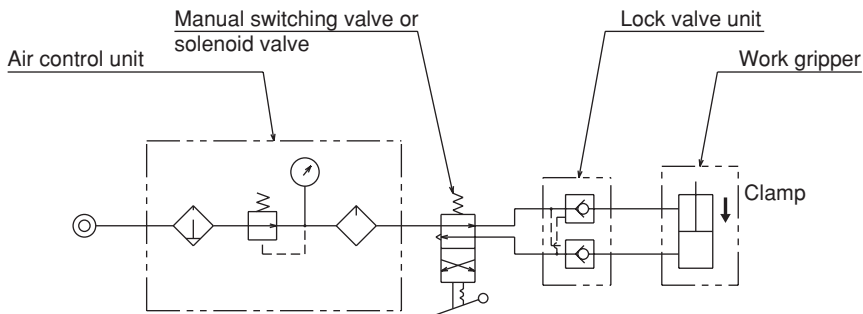 Manual switching valve or
solenoid valve
Lock valve unit
Air control unit
Work gripper
Clamp